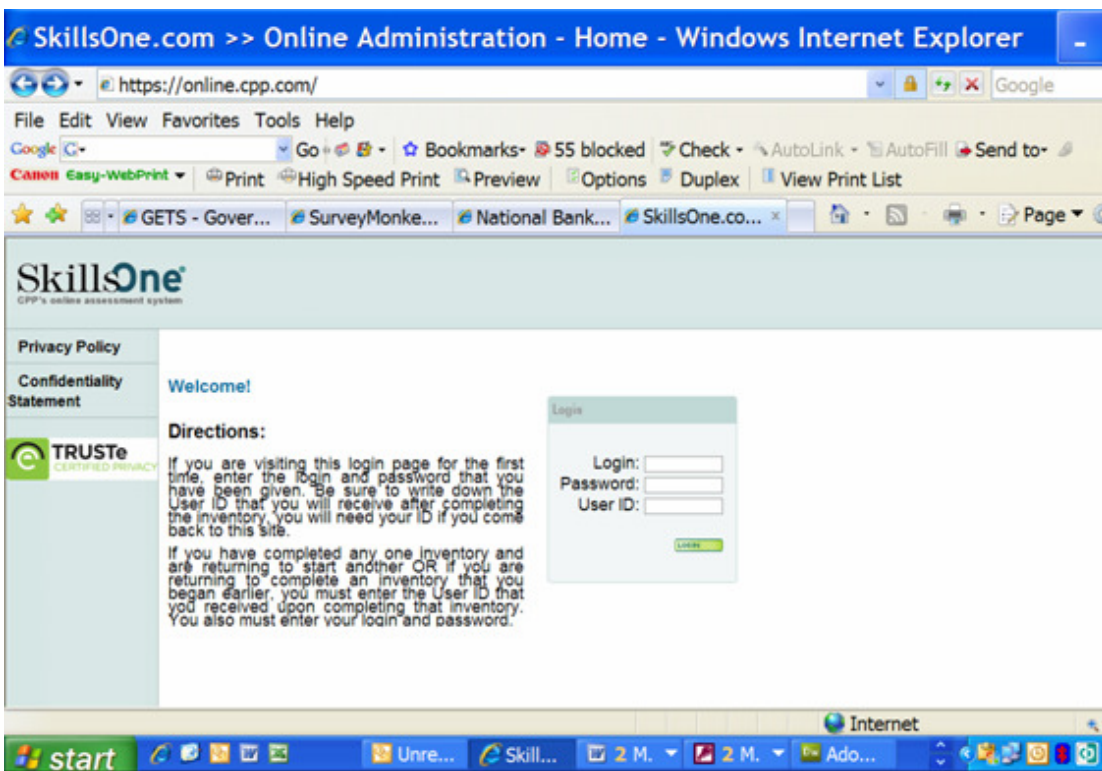 SkillsOne.com >> Online Administration - Home - Windows Internet Explorer
https://online.cpp.com/
Google
File Edit View Favorites Tools Help
Google G Go Bookmarks 55 blocked Check AutoLink AutoFill Send to
Canon Easy-WebPrint Print High Speed Print Preview Options Duplex View Print List
GETS - Gover... SurveyMonke... National Bank... SkillsOne.co... Page
SkillsOne®
CPP's online assessment system
Privacy Policy
Confidentiality
Statement
TRUSTe
CERTIFIED PRIVACY
Welcome!
Directions:
If you are visiting this login page for the first
time, enter the login and password that you
have been given. Be sure to write down the
User ID that you will receive after completing
the inventory, you will need your ID if you come
back to this site.
If you have completed any one inventory and
are returning to start another OR if you are
returning to complete an inventory that you
began earlier, you must enter the User ID that
you received upon completing that inventory.
You also must enter your login and password.
Login
Login:
Password:
User ID:
LOGIN
Internet
start Unre... Skill... 2 M. 2 M. Ado...